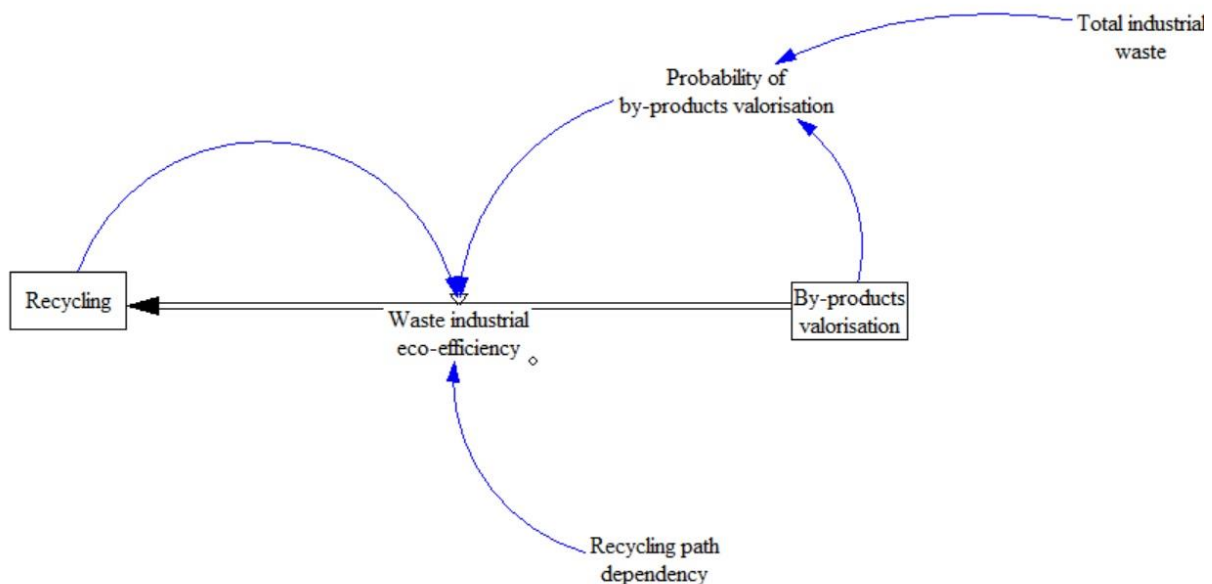 Total industrial
waste
Probability of
by-products valorisation
Recycling
By-products
valorisation
Waste industrial
eco-efficiency
Recycling path
dependency